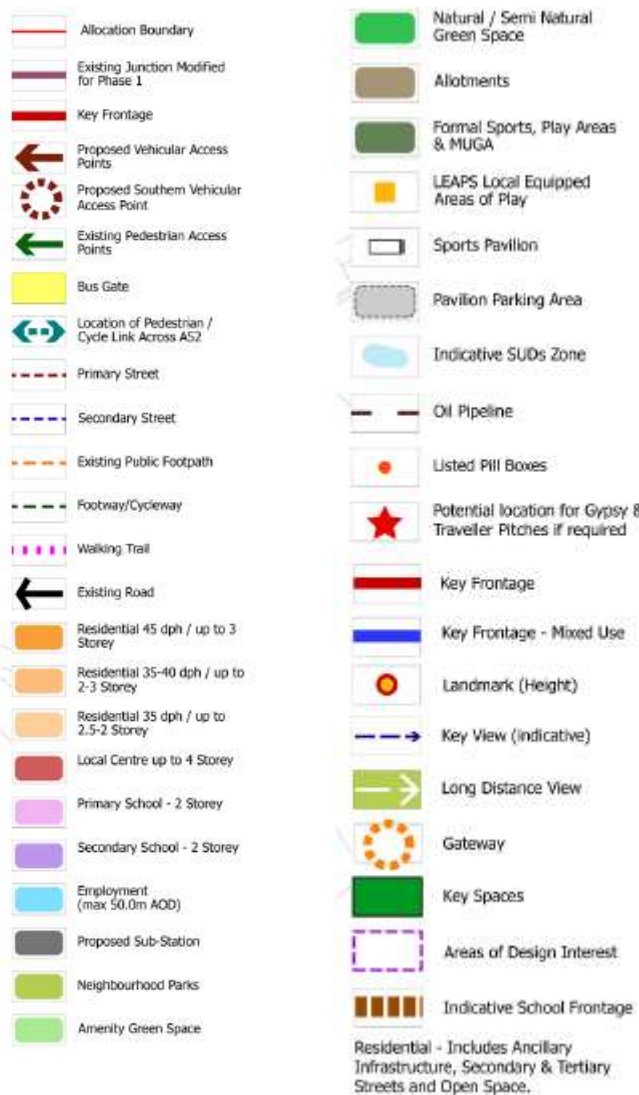 Allocation Boundary
Existing Junction Modified
for Phase 1
Key Frontage
Proposed Vehicular Access
Points
Proposed Southern Vehicular
Access Point
Existing Pedestrian Access
Points
Bus Gate
Location of Pedestrian /
Cycle Link Across A52
Primary Street
Secondary Street
Existing Public Footpath
Footway/Cycleway
Walking Trail
Existing Road
Residential 45 dph / up to 3
Storey
Residential 35-40 dph / up to
2-3 Storey
Residential 35 dph / up to
2.5-2 Storey
Local Centre up to 4 Storey
Primary School - 2 Storey
Secondary School - 2 Storey
Employment
(max 50.0m AOD)
Proposed Sub-Station
Neighbourhood Parks
Amenity Green Space
Natural / Semi Natural
Green Space
Allotments
Formal Sports, Play Areas
& MUGA
LEAPS Local Equipped
Areas of Play
Sports Pavilion
Pavilion Parking Area
Indicative SUDs Zone
Oil Pipeline
Listed Pill Boxes
Potential location for Gypsy &
Traveller Pitches if required
Key Frontage
Key Frontage - Mixed Use
Landmark (Height)
Key View (indicative)
Long Distance View
Gateway
Key Spaces
Areas of Design Interest
Indicative School Frontage
Residential - Includes Ancillary
Infrastructure, Secondary & Tertiary
Streets and Open Space.